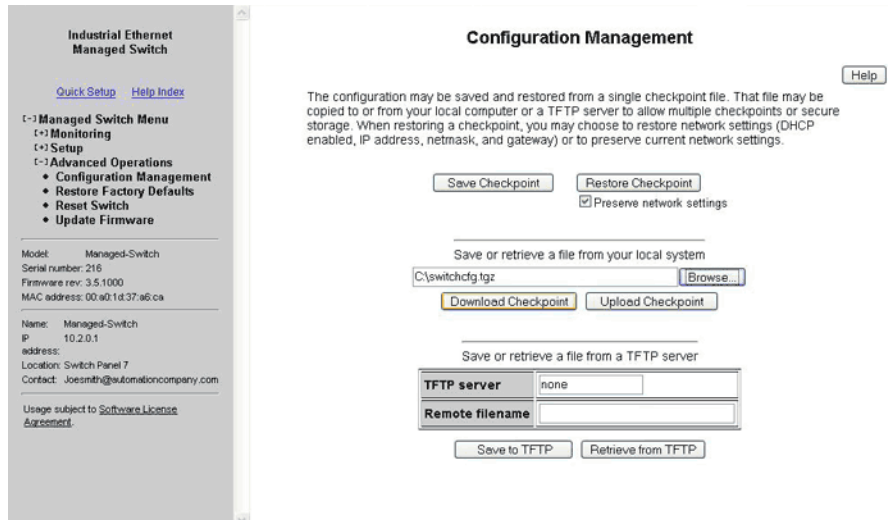 Industrial Ethernet
Managed Switch
Quick Setup Help Index
[-] Managed Switch Menu
[+] Monitoring
[+] Setup
[-] Advanced Operations
Configuration Management
Restore Factory Defaults
Reset Switch
Update Firmware
Model: Managed-Switch
Serial number: 216
Firmware rev: 3.5.1000
MAC address: 00:a0:1d:37:a6:ca
Name: Managed-Switch
IP address: 10.2.0.1
Location: Switch Panel 7
Contact: Joesmith@automationcompany.com
Usage subject to Software License
Agreement.
Configuration Management
Help
The configuration may be saved and restored from a single checkpoint file. That file may be
copied to or from your local computer or a TFTP server to allow multiple checkpoints or secure
storage. When restoring a checkpoint, you may choose to restore network settings (DHCP
enabled, IP address, netmask, and gateway) or to preserve current network settings.
Save Checkpoint Restore Checkpoint
Preserve network settings
Save or retrieve a file from your local system
C:\switchcfg.tgz Browse...
Download Checkpoint Upload Checkpoint
Save or retrieve a file from a TFTP server
TFTP server none
Remote filename
Save to TFTP Retrieve from TFTP